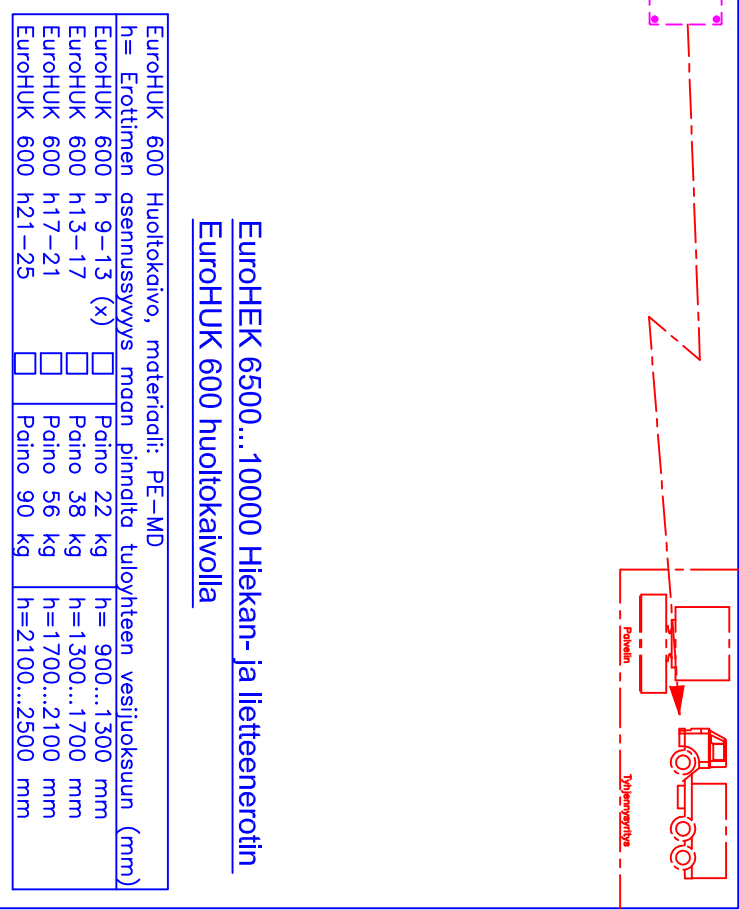 Palvelin
Tyhjennysyritys
EuroHEK 6500...10000 Hiekan- ja lietteenerotin
EuroHUK 600 huoltokaivolla
EuroHUK 600 Huoltokaivo, materiaali: PE-MD
h= Erottimen asennussyvyys maan pinnalta tuloyhteen vesijuoksuun (mm)
EuroHUK 600 h 9-13 (x) Paino 22 kg h= 900...1300 mm
EuroHUK 600 h13-17 Paino 38 kg h=1300...1700 mm
EuroHUK 600 h17-21 Paino 56 kg h=1700...2100 mm
EuroHUK 600 h21-25 Paino 90 kg h=2100...2500 mm